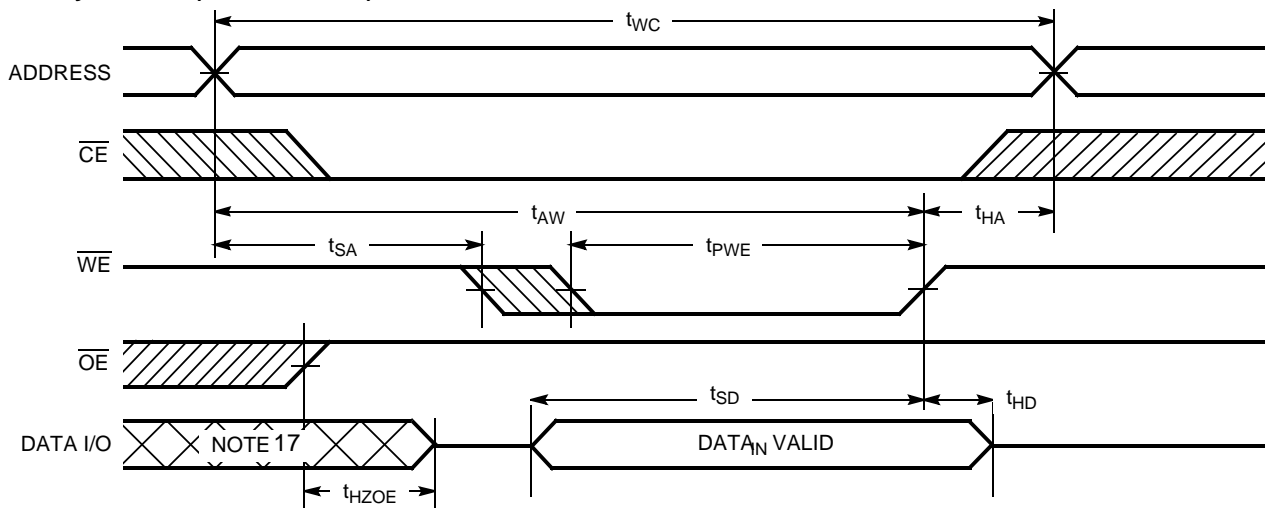 tWC
ADDRESS
CE
tAW
tHA
tSA
tPWE
WE
OE
tSD
tHD
DATA I/O
NOTE 17
DATAIN VALID
tHZOE